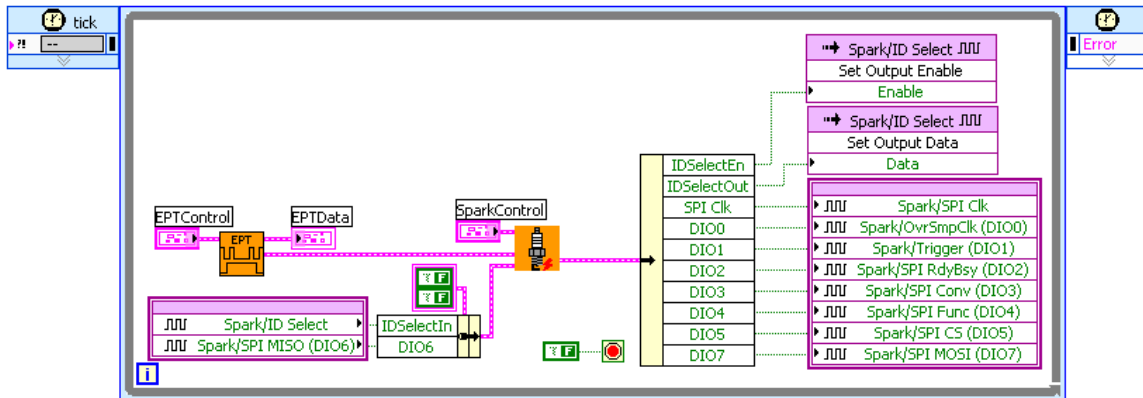 tick
?!
--
Error
Spark/ID Select
Set Output Enable
Enable
Spark/ID Select
Set Output Data
Data
IDSelectEn
IDSelectOut
SPI Clk
DIO0
DIO1
DIO2
DIO3
DIO4
DIO5
DIO7
Spark/SPI Clk
Spark/OvrSmpClk (DIO0)
Spark/Trigger (DIO1)
Spark/SPI RdyBsy (DIO2)
Spark/SPI Conv (DIO3)
Spark/SPI Func (DIO4)
Spark/SPI CS (DIO5)
Spark/SPI MOSI (DIO7)
EPTControl
EPTData
SparkControl
EPT
F
F
Spark/ID Select
Spark/SPI MISO (DIO6)
IDSelectIn
DIO6
F
i